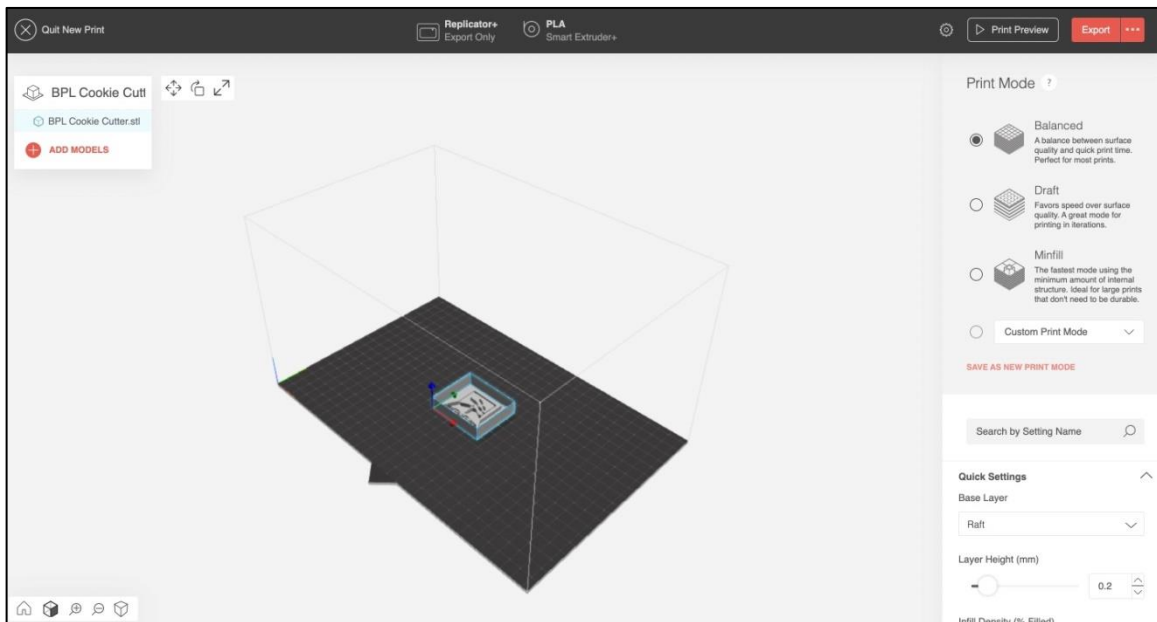 Quit New Print
Replicator+
Export Only
PLA
Smart Extruder+
Print Preview
Export
BPL Cookie Cutt
BPL Cookie Cutter.stl
ADD MODELS
Print Mode ?
Balanced
A balance between surface
quality and quick print time.
Perfect for most prints.
Draft
Favors speed over surface
quality. A great mode for
printing in iterations.
Minfill
The fastest mode using the
minimum amount of internal
structure. Ideal for large prints
that don't need to be durable.
Custom Print Mode
SAVE AS NEW PRINT MODE
Search by Setting Name
Quick Settings
Base Layer
Raft
Layer Height (mm)
0.2
Infill Density (% Filled)